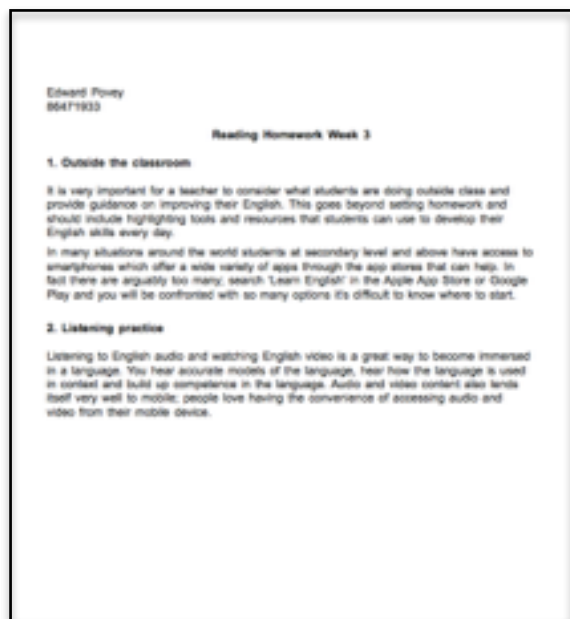 Edward Povey
86471933
Reading Homework Week 3
1. Outside the classroom
It is very important for a teacher to consider what students are doing outside class and
provide guidance on improving their English. This goes beyond setting homework and
should include highlighting tools and resources that students can use to develop their
English skills every day.
In many situations around the world students at secondary level and above have access to
smartphones which offer a wide variety of apps through the app stores that can help. In
fact there are arguably too many; search 'Learn English' in the Apple App Store or Google
Play and you will be confronted with so many options it's difficult to know where to start.
2. Listening practice
Listening to English audio and watching English video is a great way to become immersed
in a language. You hear accurate models of the language, hear how the language is used
in context and build up competence in the language. Audio and video content also lends
itself very well to mobile; people love having the convenience of accessing audio and
video from their mobile device.